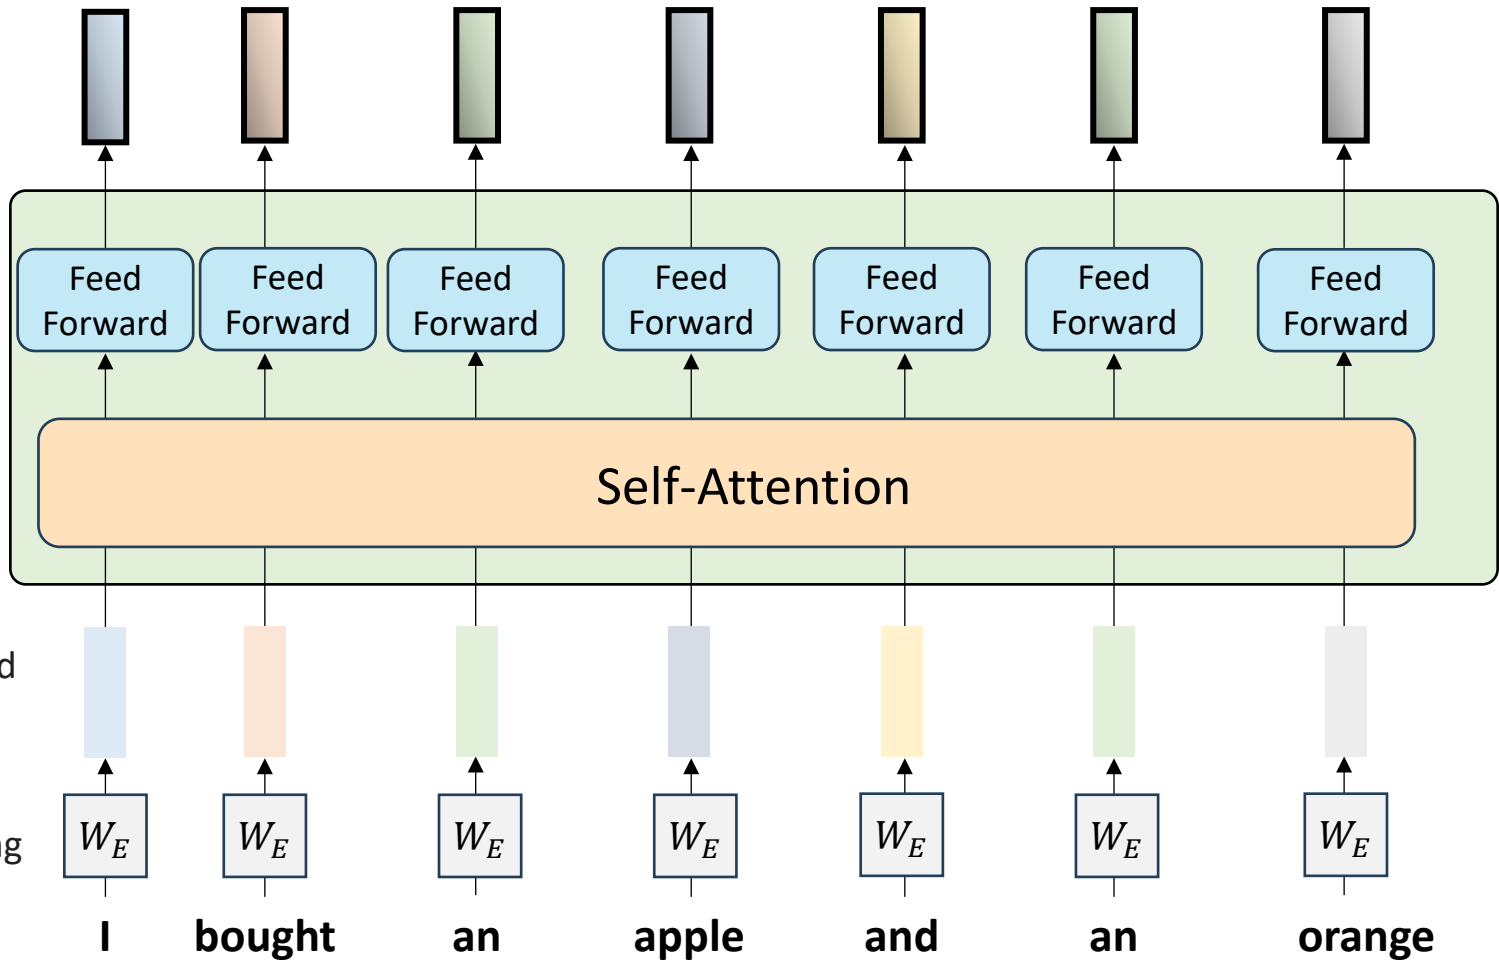 Feed Feed Feed Feed Feed Feed Feed
Forward Forward Forward Forward Forward Forward Forward
Self-Attention
d
ng
W_E W_E W_E W_E W_E W_E W_E
I bought an apple and an orange